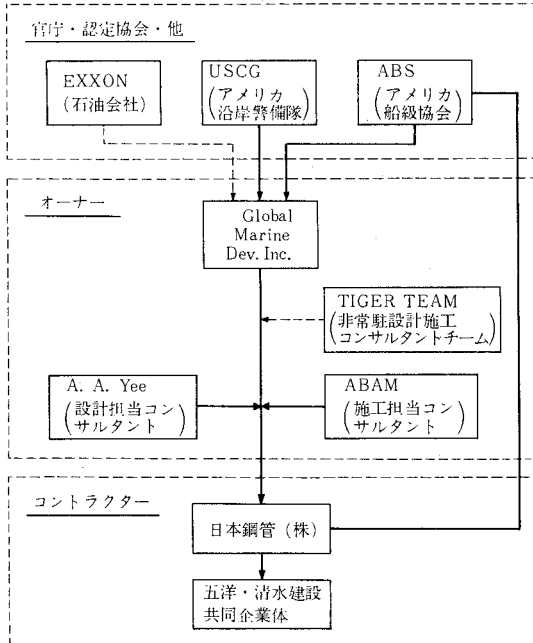 官庁・認定協会・他
EXXON
(石油会社)
USCG
(アメリカ
沿岸警備隊)
ABS
(アメリカ
船級協会)
オーナー
Global
Marine
Dev. Inc.
TIGER TEAM
(非常駐設計施工
コンサルタントチーム)
A. A. Yee
(設計担当コン
サルタント)
ABAM
(施工担当コン
サルタント)
コントラクター
日本鋼管(株)
五洋・清水建設
共同企業体